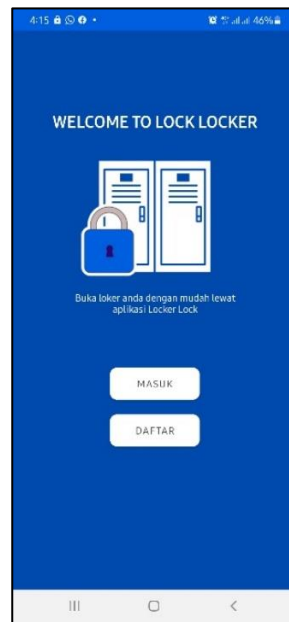 4:15
46%
WELCOME TO LOCK LOCKER
Buka loker anda dengan mudah lewat
aplikasi Locker Lock
MASUK
DAFTAR